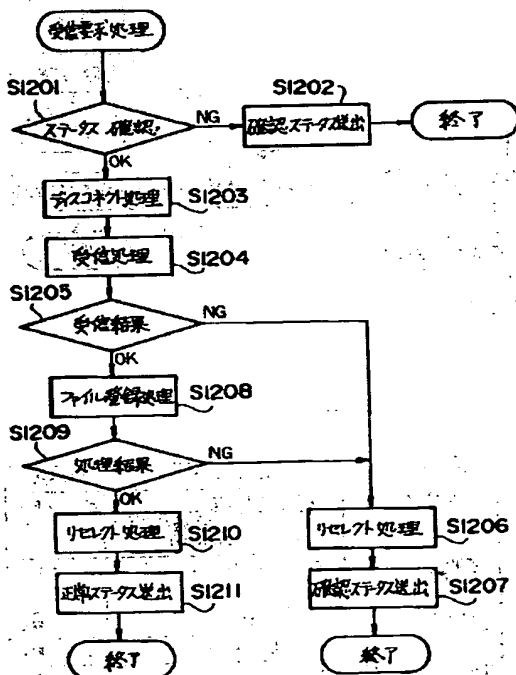 受信要求処理
S1201
ステータス確認
NG
S1202
確認ステータス送出
終了
OK
ディスコネクト処理
S1203
受信処理
S1204
S1205
受信結果
NG
OK
ファイル登録処理
S1208
S1209
処理結果
NG
OK
リセレクト処理
S1210
リセレクト処理
S1206
正常ステータス送出
S1211
確認ステータス送出
S1207
終了
終了